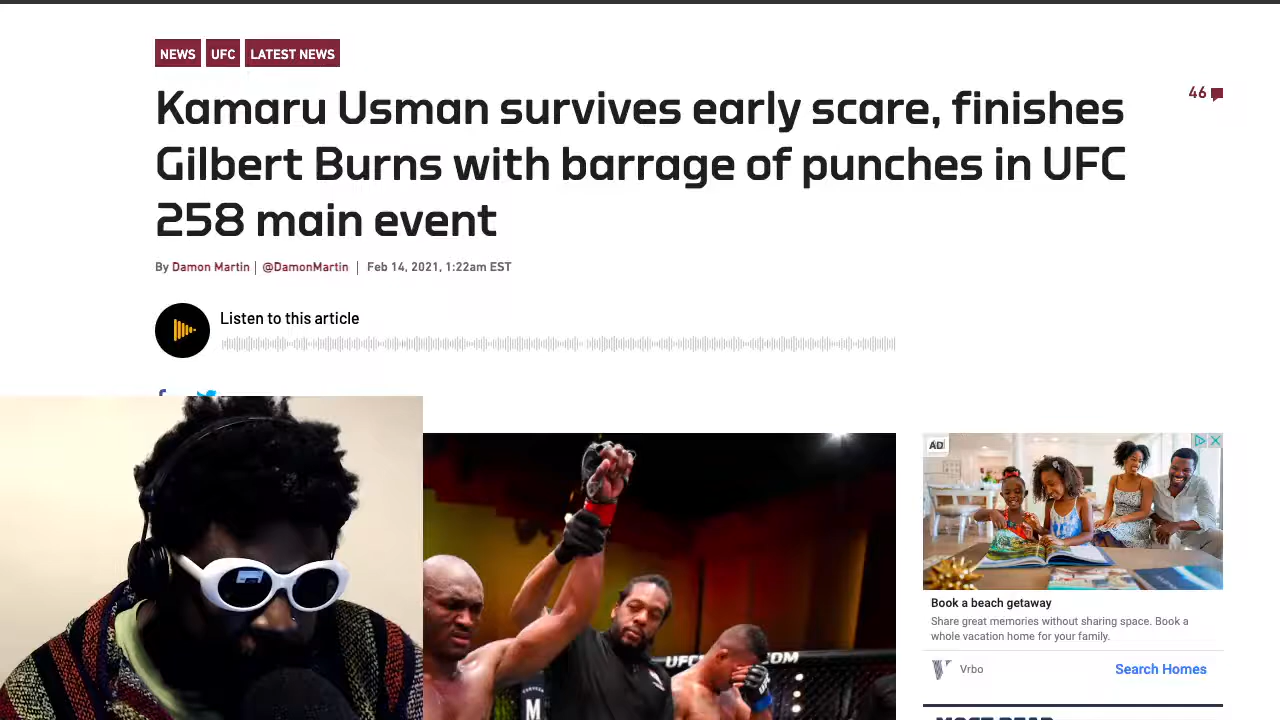 NEWS UFC LATEST NEWS
Kamaru Usman survives early scare, finishes
46
Gilbert Burns with barrage of punches in UFC
258 main event
By Damon Martin | @DamonMartin | Feb 14, 2021, 1:22am EST
Listen to this article
AD
UFC
.COM
M
Book a beach getaway
Share great memories without sharing space. Book a
whole vacation home for your family.
Vrbo
Search Homes
MOST READ